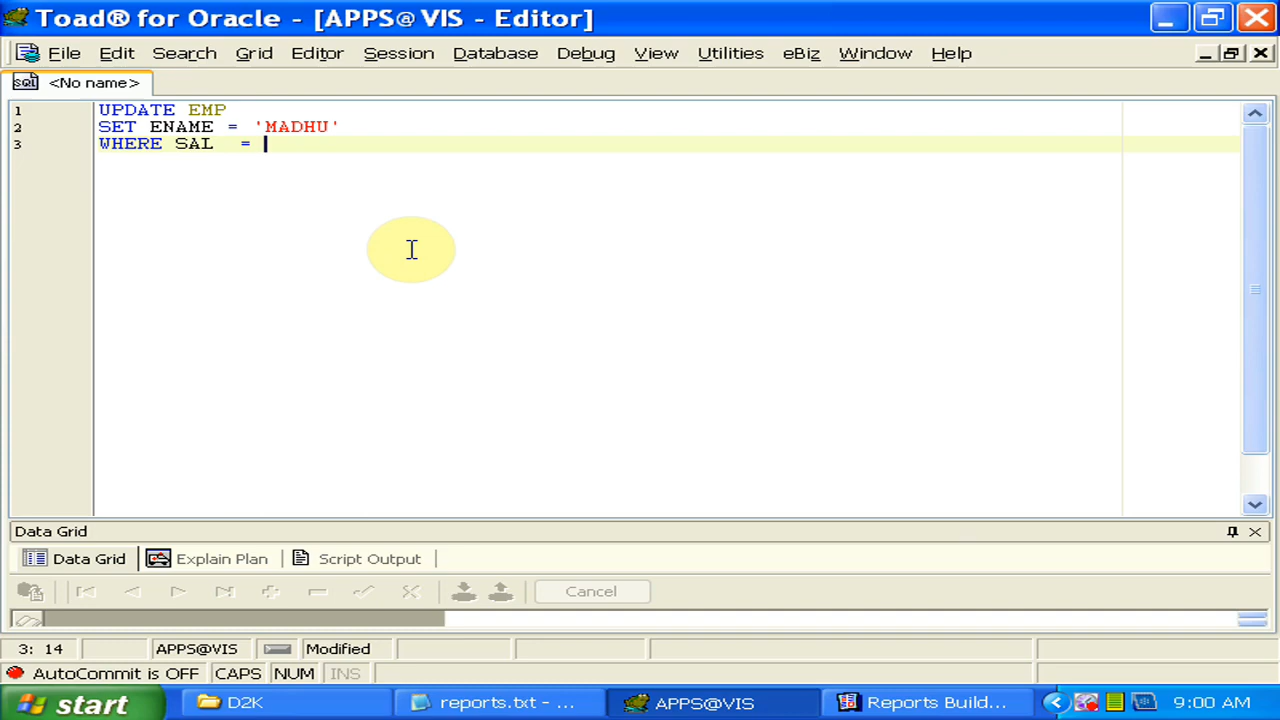 Toad® for Oracle - [APPS@VIS - Editor]
File Edit Search Grid Editor Session Database Debug View Utilities eBiz Window Help
sql <No name>
1 UPDATE EMP
2 SET ENAME = 'MADHU'
3 WHERE SAL =
Data Grid
Data Grid Explain Plan Script Output
Cancel
3: 14 APPS@VIS Modified
AutoCommit is OFF CAPS NUM INS
start D2K reports.txt - ... APPS@VIS Reports Build... 9:00 AM